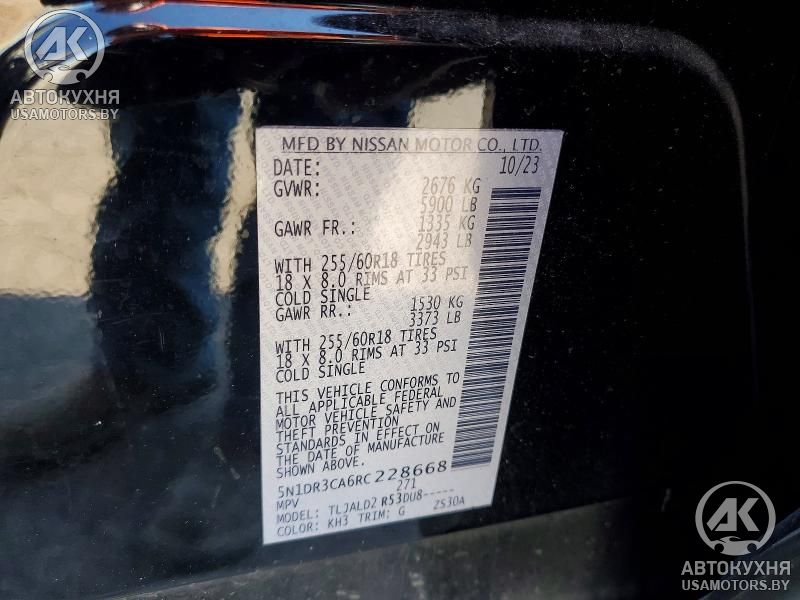 АК
АВТОКУХНЯ
USAMOTORS.BY
MFD BY NISSAN MOTOR CO., LTD.
DATE: 10/23
GVWR: 2676 KG
5900 LB
GAWR FR.: 1335 KG
2943 LB
WITH 255/60R18 TIRES
18 X 8.0 RIMS AT 33 PSI
COLD SINGLE
GAWR RR.: 1530 KG
3373 LB
WITH 255/60R18 TIRES
18 X 8.0 RIMS AT 33 PSI
COLD SINGLE
THIS VEHICLE CONFORMS TO
ALL APPLICABLE FEDERAL
MOTOR VEHICLE SAFETY AND
THEFT PREVENTION
STANDARDS IN EFFECT ON
THE DATE OF MANUFACTURE
SHOWN ABOVE.
5N1DR3CA6RC228668
MPV 271
MODEL: TLJALD2 R53DU8-----
COLOR: KH3 TRIM: G ZS30A
АК
АВТОКУХНЯ
USAMOTORS.BY